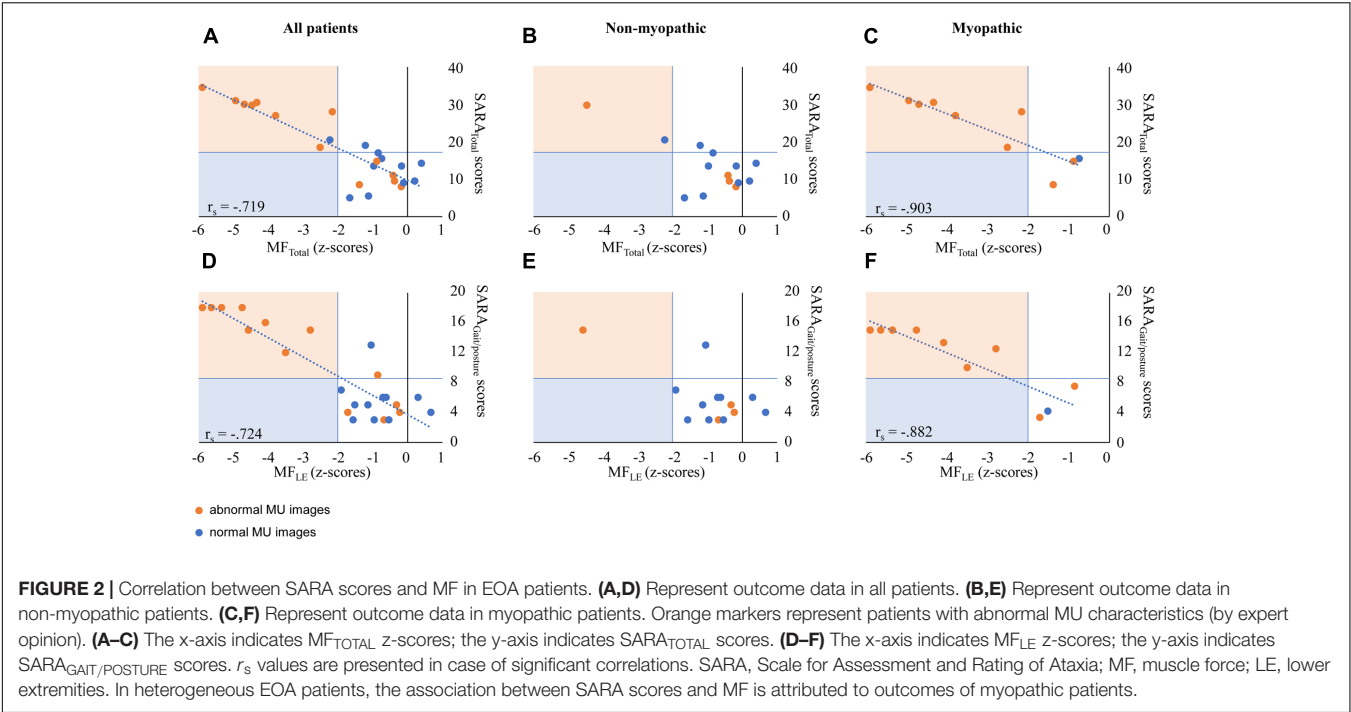 A All patients B Non-myopathic C Myopathic
40
30
20
10
0
SARATotal scores
rs = -.719
-6 -5 -4 -3 -2 -1 0 1
MFTotal (z-scores)
40
30
20
10
0
SARATotal scores
-6 -5 -4 -3 -2 -1 0 1
MFTotal (z-scores)
40
30
20
10
0
SARATotal scores
rs = -.903
-6 -5 -4 -3 -2 -1 0
MFTotal (z-scores)
D E F
20
16
12
8
4
0
SARAGait/posture scores
rs = -.724
-6 -5 -4 -3 -2 -1 0 1
MFLE (z-scores)
20
16
12
8
4
0
SARAGait/posture scores
-6 -5 -4 -3 -2 -1 0 1
MFLE (z-scores)
20
16
12
8
4
0
SARAGait/posture scores
rs = -.882
-6 -5 -4 -3 -2 -1 0
MFLE (z-scores)
abnormal MU images
normal MU images
FIGURE 2 | Correlation between SARA scores and MF in EOA patients. (A,D) Represent outcome data in all patients. (B,E) Represent outcome data in
non-myopathic patients. (C,F) Represent outcome data in myopathic patients. Orange markers represent patients with abnormal MU characteristics (by expert
opinion). (A–C) The x-axis indicates MFTOTAL z-scores; the y-axis indicates SARATOTAL scores. (D–F) The x-axis indicates MFLE z-scores; the y-axis indicates
SARAGAIT/POSTURE scores. rs values are presented in case of significant correlations. SARA, Scale for Assessment and Rating of Ataxia; MF, muscle force; LE, lower
extremities. In heterogeneous EOA patients, the association between SARA scores and MF is attributed to outcomes of myopathic patients.